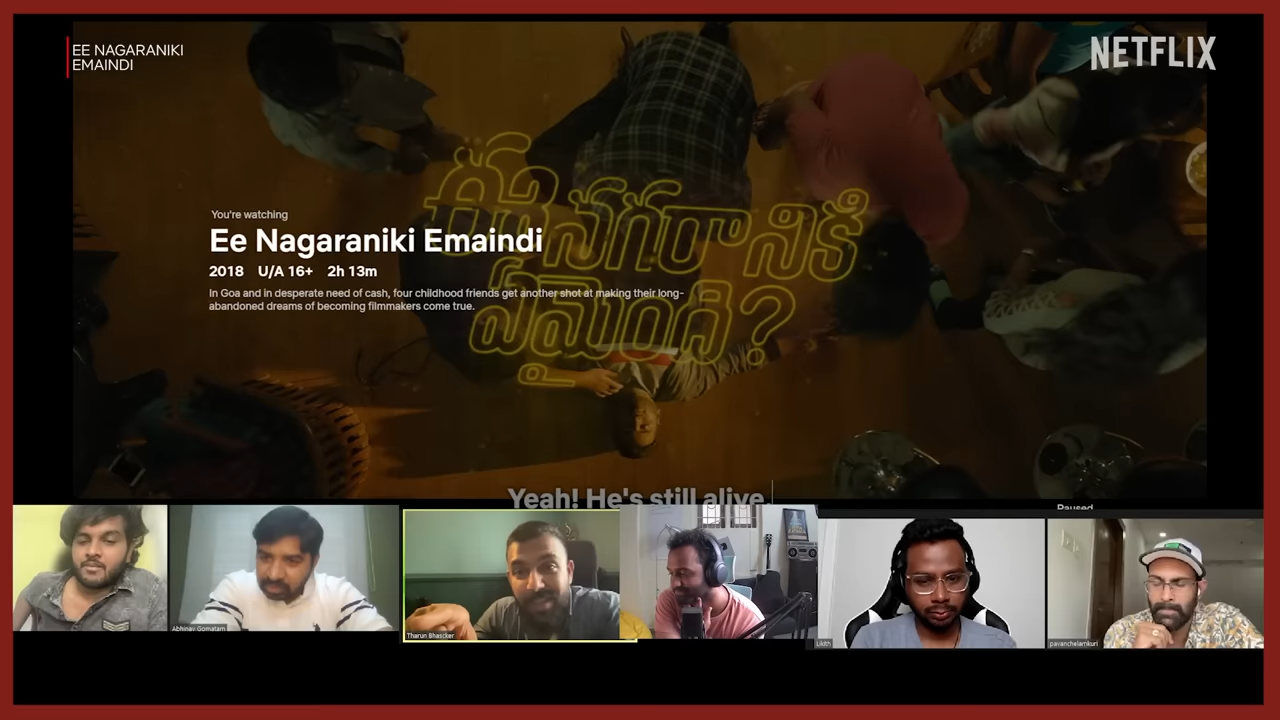 EE NAGARANIKI
EMAINDI
NETFLIX
ఈ నగరానికి
ఏమైంది?
You're watching
Ee Nagaraniki Emaindi
2018 U/A 16+ 2h 13m
In Goa and in desperate need of cash, four childhood friends get another shot at making their long-
abandoned dreams of becoming filmmakers come true.
Yeah! He's still alive
Paused
Abhinav Gomatam
Tharun Bhascker
Likith
pavanchelamkuri